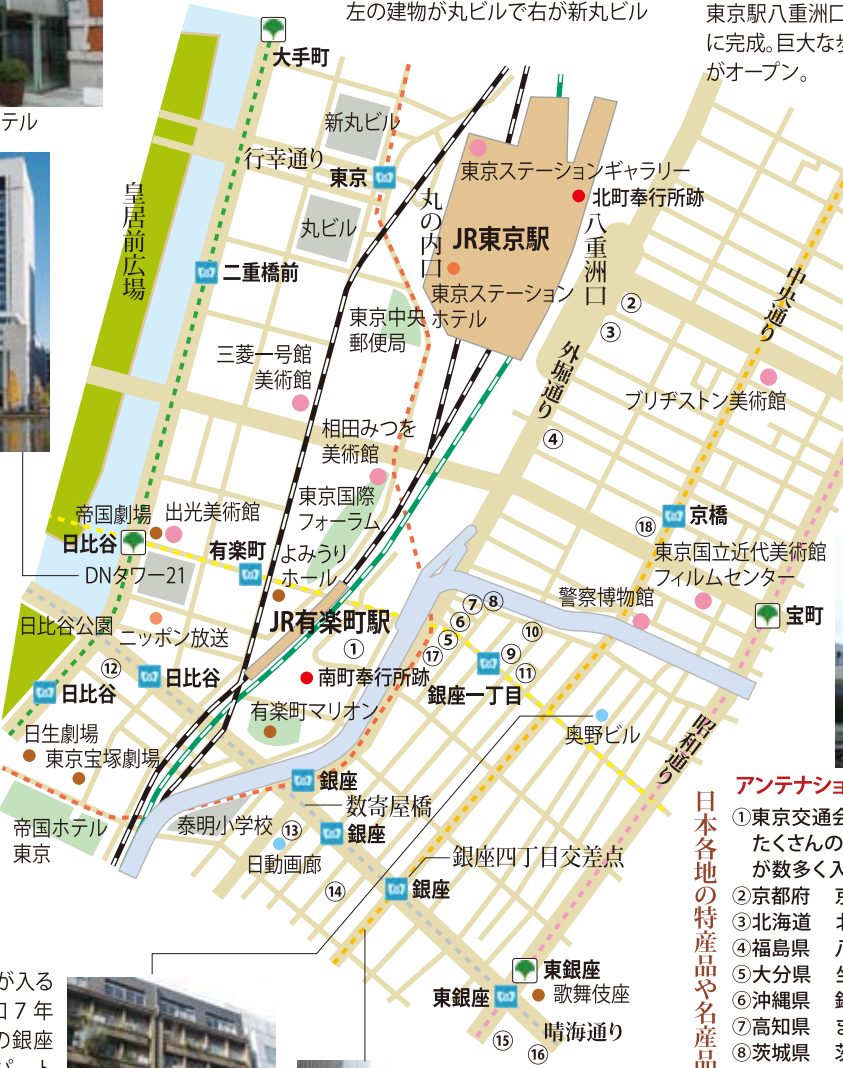 左の建物が丸ビルで右が新丸ビル
東京駅八重洲口
に完成。巨大な
がオープン。
テル
大手町
新丸ビル
行幸通り
東京
東京ステーションギャラリー
北町奉行所跡
皇居前広場
丸ビル
丸の内口
JR東京駅
八重洲口
二重橋前
東京ステーション
ホテル
②
中央通り
東京中央
郵便局
③
三菱一号館
美術館
外堀通り
ブリヂストン美術館
相田みつを
美術館
④
東京国際
フォーラム
帝国劇場
出光美術館
⑱
京橋
日比谷
有楽町
よみうり
ホール
東京国立近代美術館
フィルムセンター
DNタワー21
警察博物館
⑦
⑧
宝町
日比谷公園
ニッポン放送
JR有楽町駅
①
⑥
⑤
⑩
⑰
⑨
⑪
⑫
日比谷
日比谷
南町奉行所跡
銀座一丁目
有楽町マリオン
奥野ビル
昭和通り
日生劇場
東京宝塚劇場
銀座
数寄屋橋
帝国ホテル
東京
泰明小学校
⑬
銀座
日動画廊
銀座四丁目交差点
⑭
銀座
東銀座
東銀座
歌舞伎座
晴海通り
⑮
⑯
が入る
7年
の銀座
日本各地の特産品や名産品
アンテナショ
①東京交通会
たくさんの
が数多く入
②京都府
③北海道
④福島県
⑤大分県
⑥沖縄県
⑦高知県
⑧茨城県